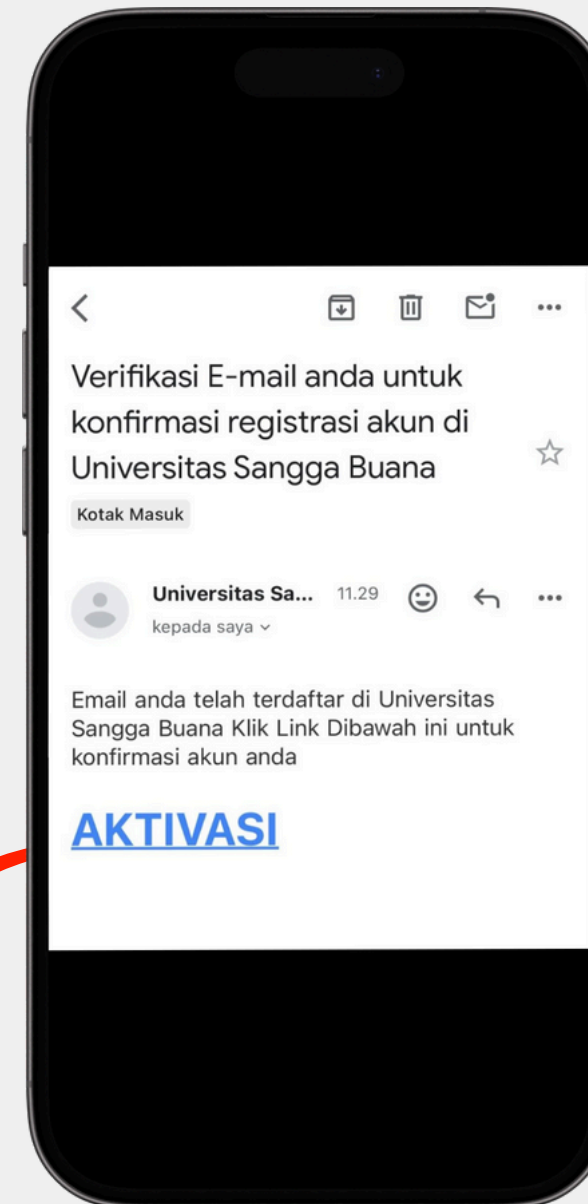 Verifikasi E-mail anda untuk
konfirmasi registrasi akun di
Universitas Sangga Buana
Kotak Masuk
Universitas Sa... 11.29
kepada saya
Email anda telah terdaftar di Universitas
Sangga Buana Klik Link Dibawah ini untuk
konfirmasi akun anda
AKTIVASI